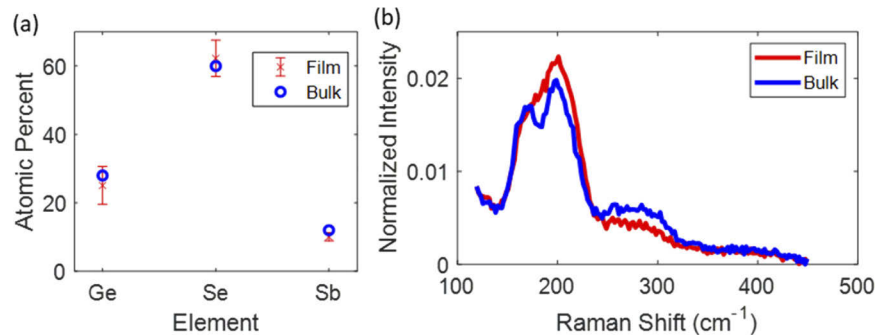 (a)
Atomic Percent
60
40
20
0
Film
Bulk
Ge
Se
Sb
Element
(b)
Normalized Intensity
0.02
0.01
0
Film
Bulk
100
200
300
400
500
Raman Shift (cm⁻¹)